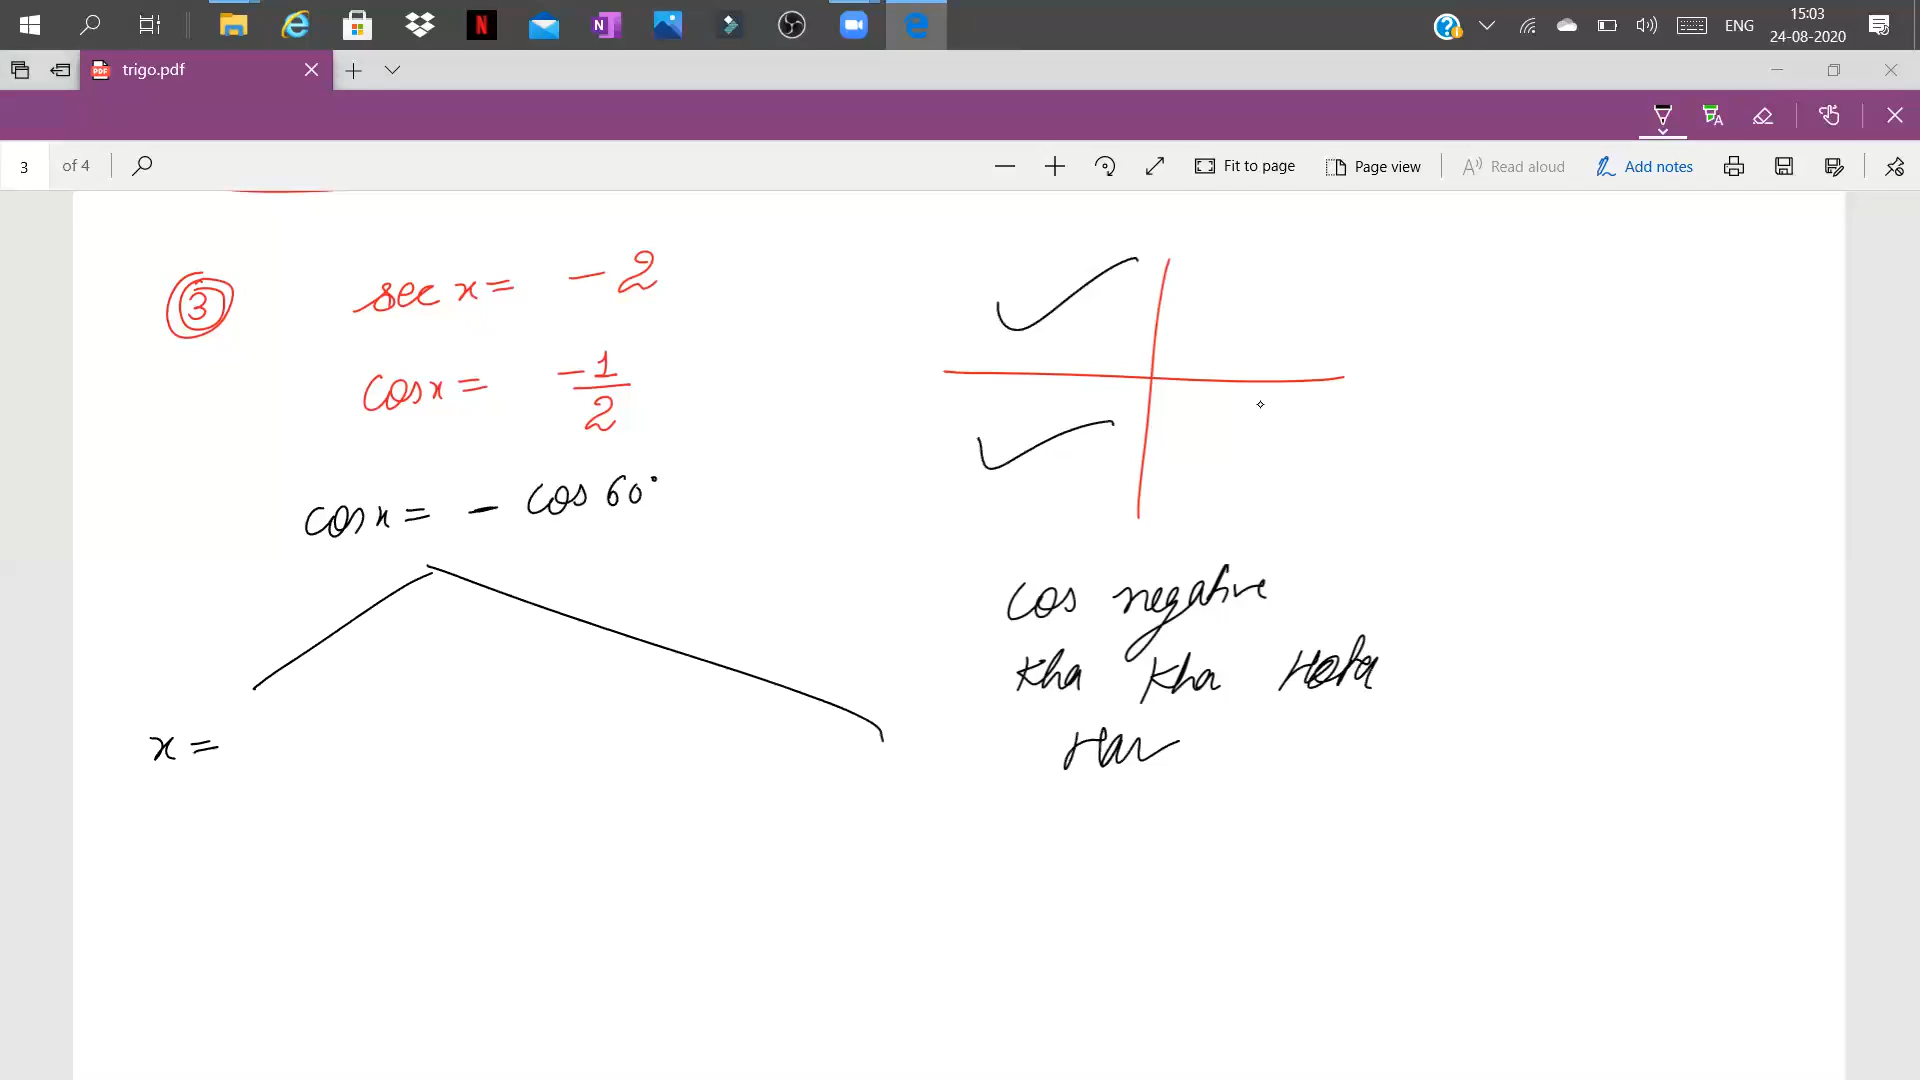 ENG
15:03
24-08-2020
trigo.pdf
3 of 4
Fit to page
Page view
Read aloud
Add notes
3 sec x = -2
cos x = -1/2
cos x = - cos 60°
x =
cos negative
Kha Kha Hota
Hai